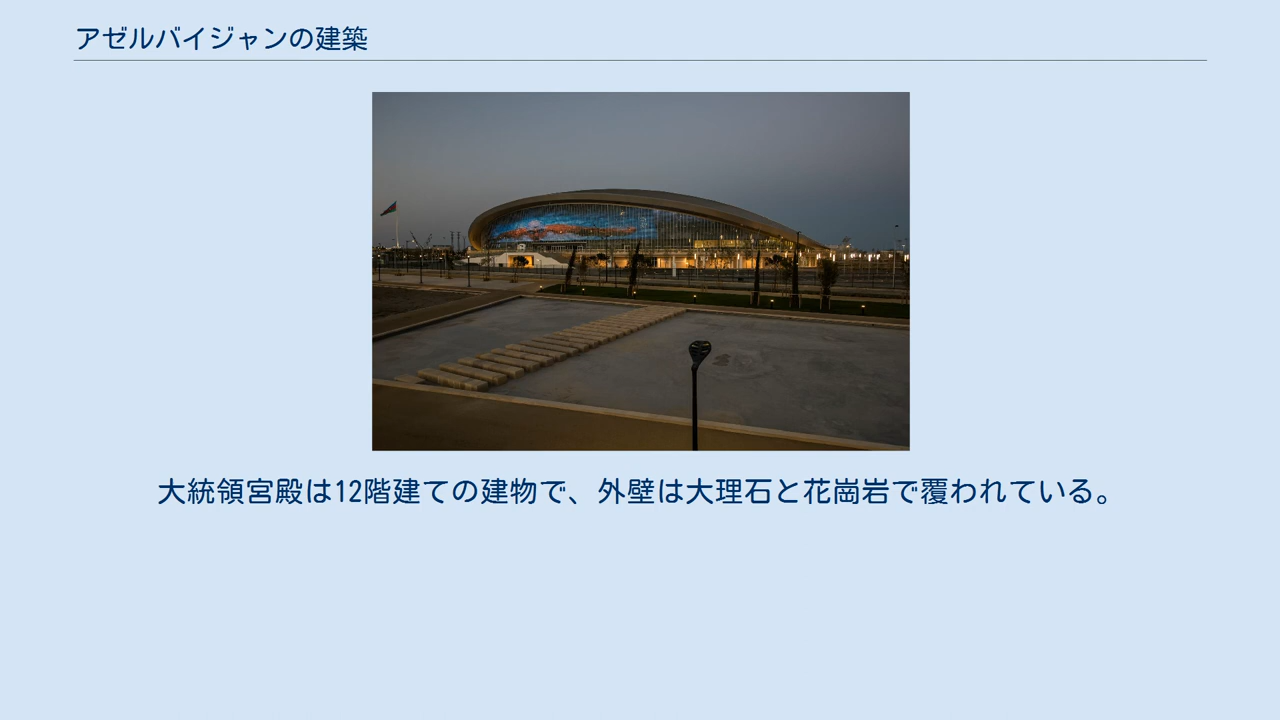 アゼルバイジャンの建築
大統領宮殿は12階建ての建物で、外壁は大理石と花崗岩で覆われている。